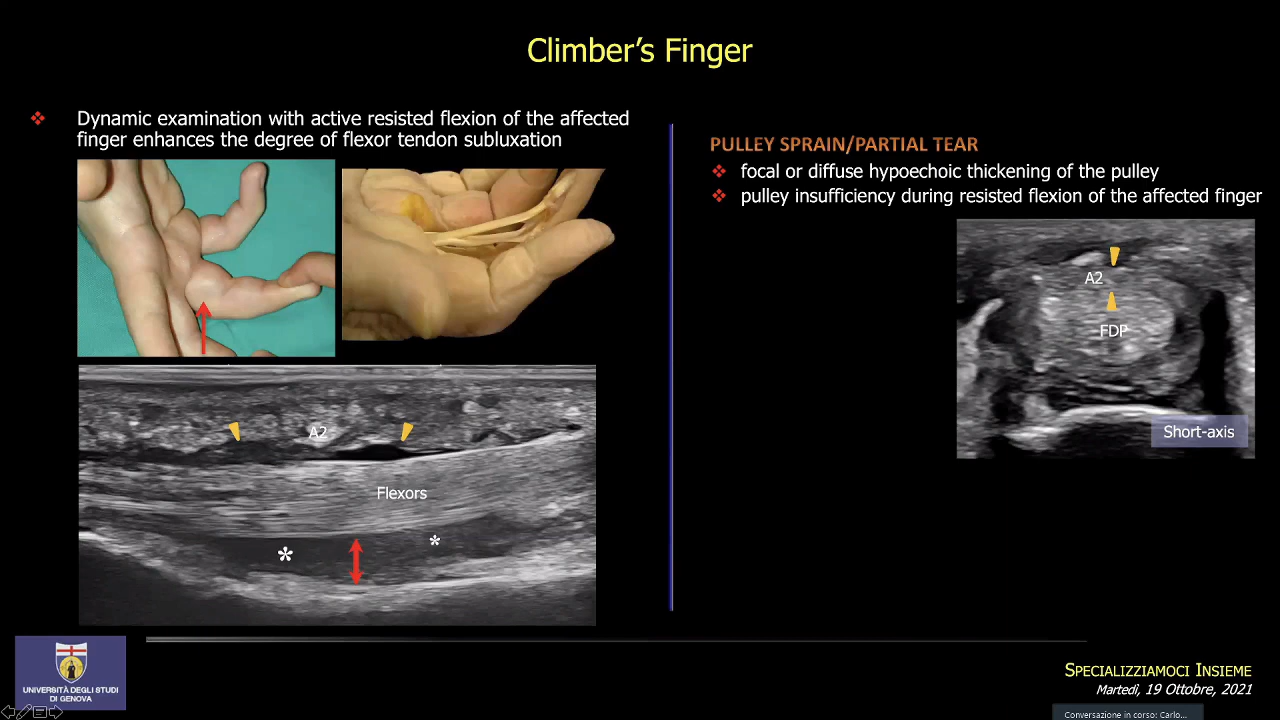 Climber's Finger
Dynamic examination with active resisted flexion of the affected
finger enhances the degree of flexor tendon subluxation
A2
Flexors
*
*
PULLEY SPRAIN/PARTIAL TEAR
focal or diffuse hypoechoic thickening of the pulley
pulley insufficiency during resisted flexion of the affected finger
A2
FDP
Short-axis
UNIVERSITÀ DEGLI STUDI
DI GENOVA
SPECIALIZZIAMOCI INSIEME
Martedì, 19 Ottobre, 2021
Conversazione in corso: Carlo...